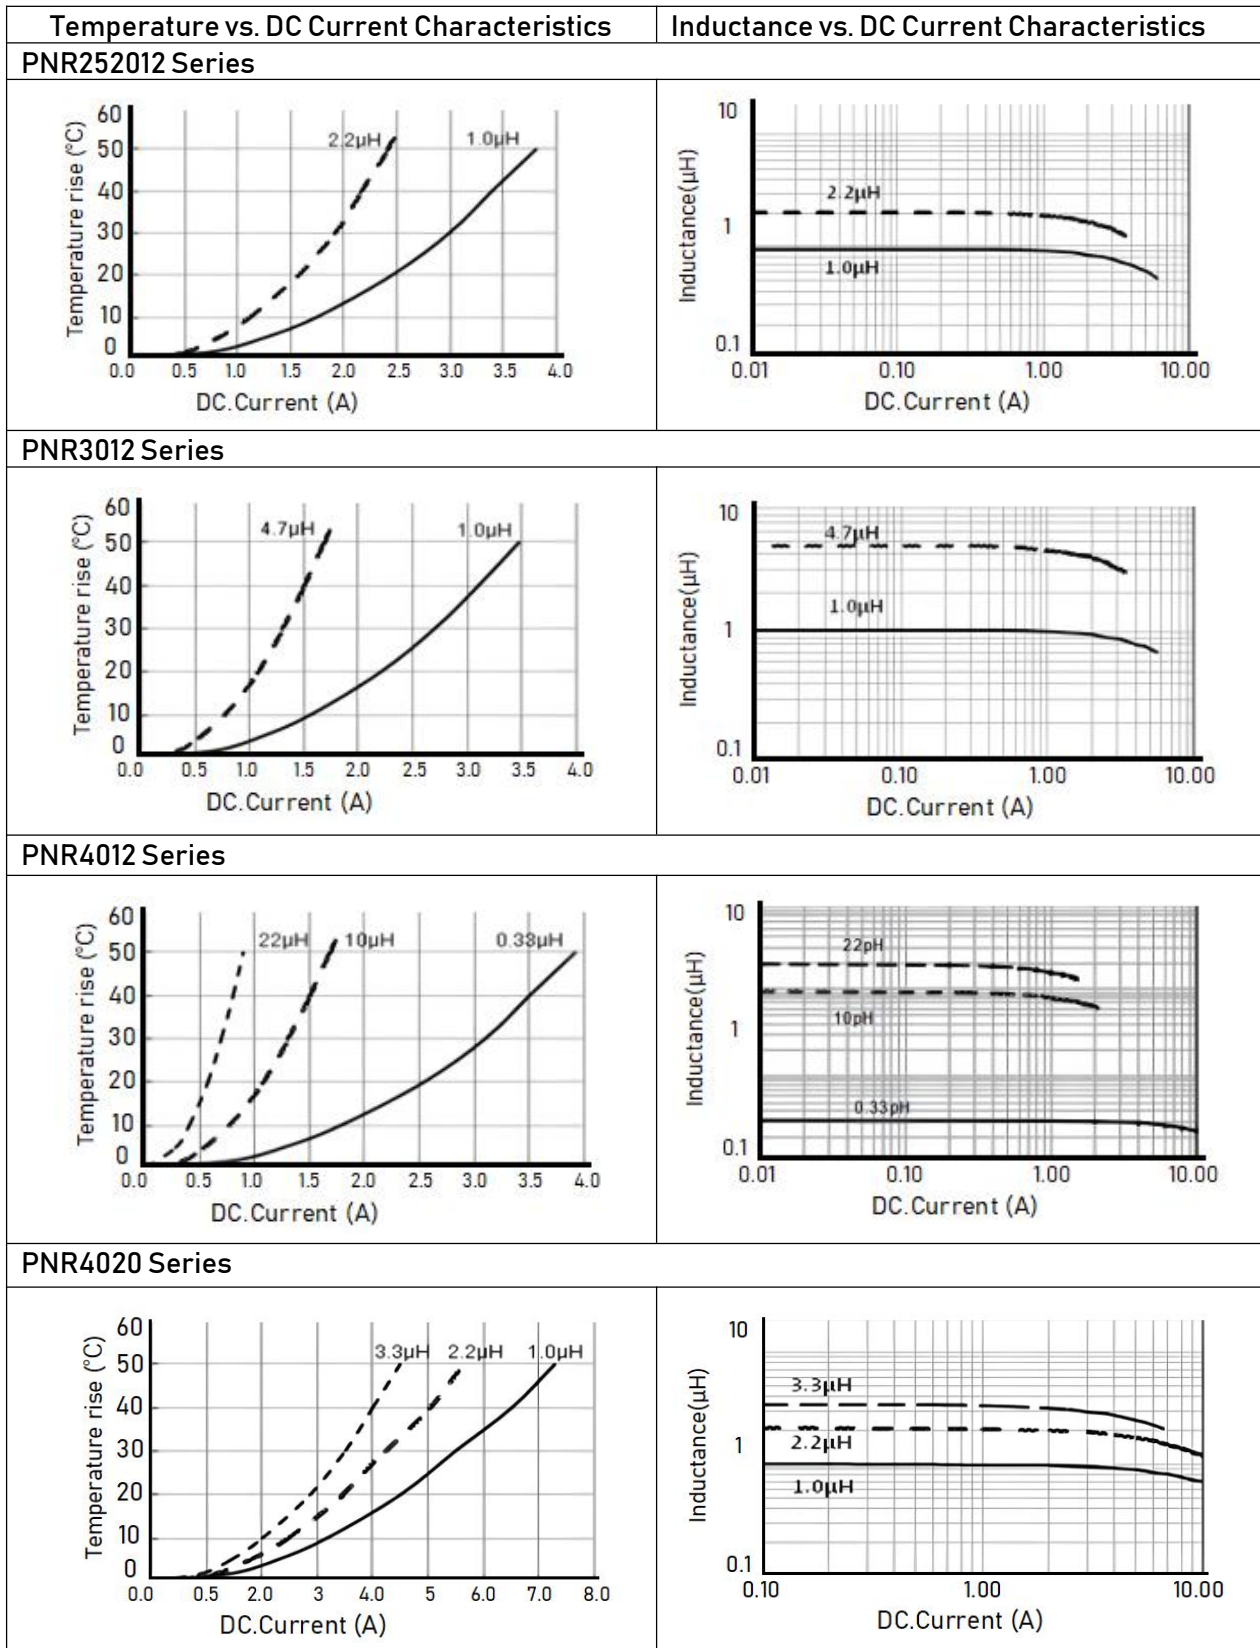 Temperature vs. DC Current Characteristics
Inductance vs. DC Current Characteristics
PNR252012 Series
Temperature rise (°C)
60
50
40
30
20
10
0
2.2µH
1.0µH
0.0 0.5 1.0 1.5 2.0 2.5 3.0 3.5 4.0
DC.Current (A)
Inductance(µH)
10
1
0.1
2.2µH
1.0µH
0.01 0.10 1.00 10.00
DC.Current (A)
PNR3012 Series
Temperature rise (°C)
60
50
40
30
20
10
0
4.7µH
1.0µH
0.0 0.5 1.0 1.5 2.0 2.5 3.0 3.5 4.0
DC.Current (A)
Inductance(µH)
10
1
0.1
4.7µH
1.0µH
0.01 0.10 1.00 10.00
DC.Current (A)
PNR4012 Series
Temperature rise (°C)
60
50
40
30
20
10
0
22µH
10µH
0.33µH
0.0 0.5 1.0 1.5 2.0 2.5 3.0 3.5 4.0
DC.Current (A)
Inductance(µH)
10
1
0.1
22pH
10pH
0.33pH
0.01 0.10 1.00 10.00
DC.Current (A)
PNR4020 Series
Temperature rise (°C)
60
50
40
30
20
10
0
3.3µH
2.2µH
1.0µH
0.0 0.5 2.0 3 4.0 5 6.0 7.0 8.0
DC.Current (A)
Inductance(µH)
10
1
0.1
3.3µH
2.2µH
1.0µH
0.10 1.00 10.00
DC.Current (A)